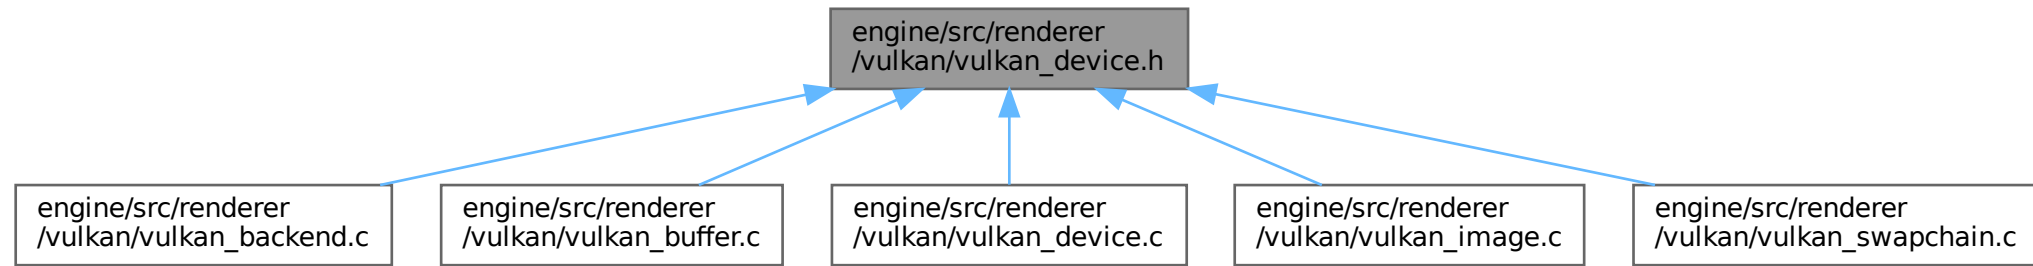 engine/src/renderer
/vulkan/vulkan_device.h
engine/src/renderer
/vulkan/vulkan_backend.c
engine/src/renderer
/vulkan/vulkan_buffer.c
engine/src/renderer
/vulkan/vulkan_device.c
engine/src/renderer
/vulkan/vulkan_image.c
engine/src/renderer
/vulkan/vulkan_swapchain.c